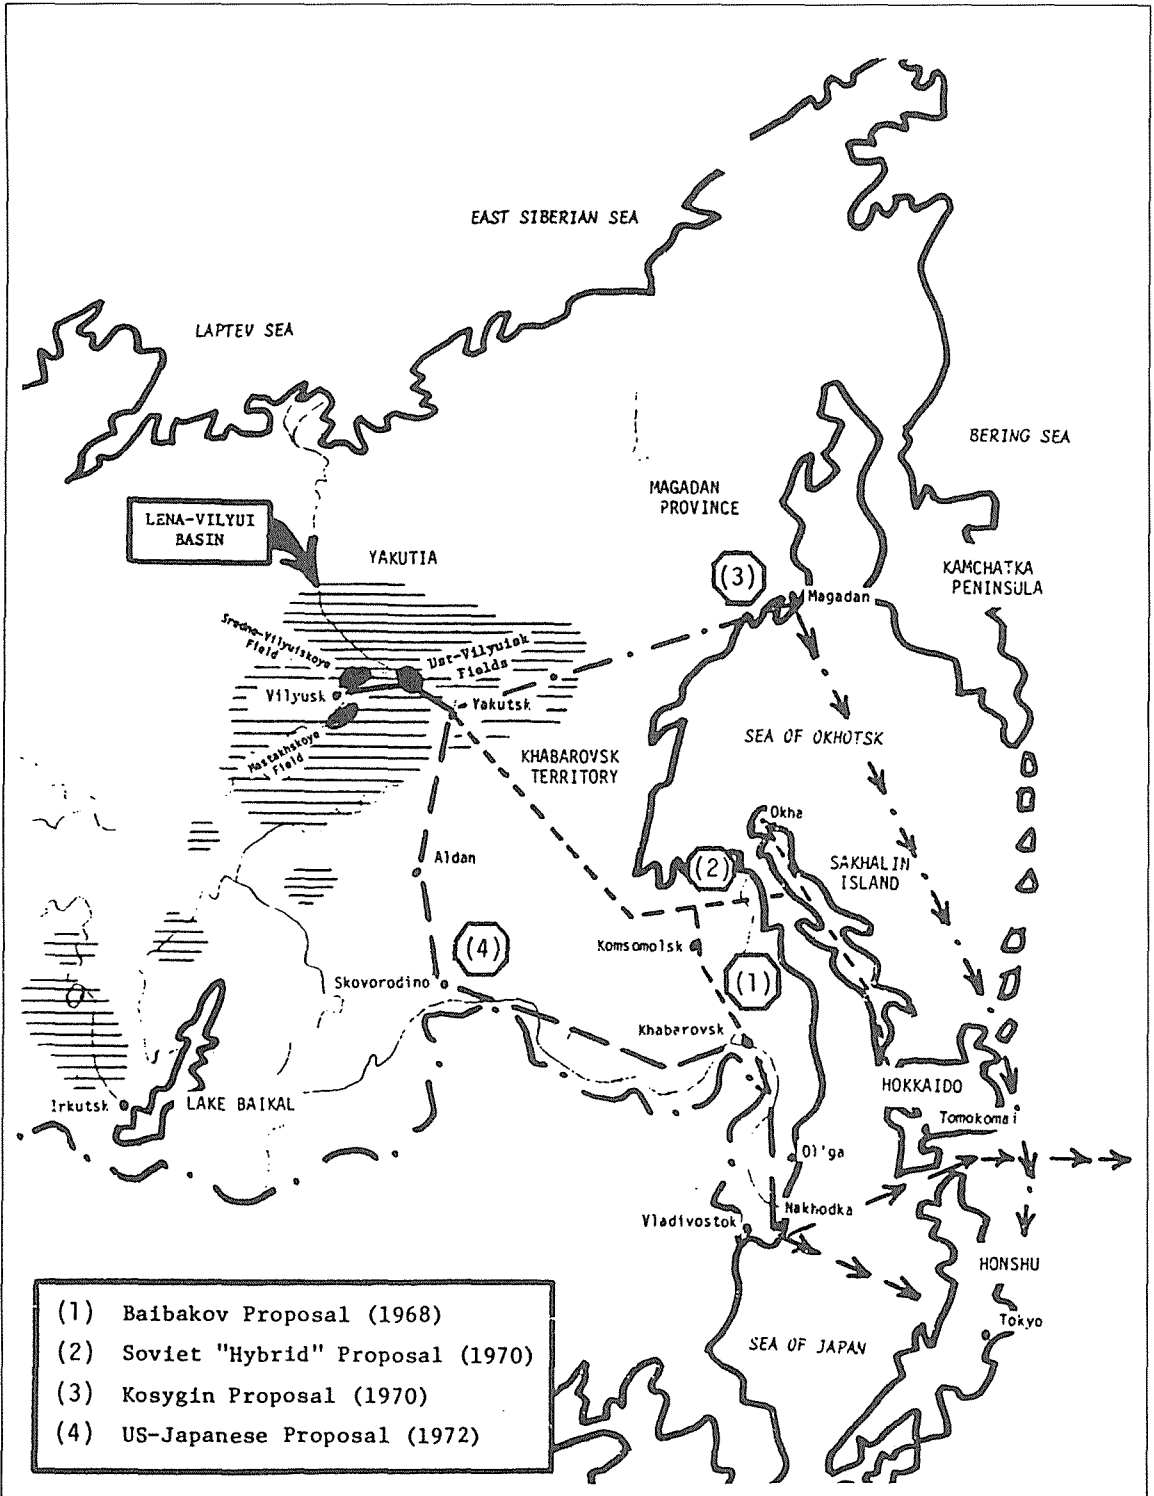 EAST SIBERIAN SEA
LAPTEV SEA
BERING SEA
MAGADAN
PROVINCE
LENA-VILYUI
BASIN
YAKUTIA
(3)
KAMCHATKA
PENINSULA
Magadan
Sredne-Vilyuiskoye
Field
Ust-Vilyuisk
Fields
Vilyusk
Yakutsk
Mastakhskoye
Field
SEA OF OKHOTSK
KHABAROVSK
TERRITORY
Okha
Aldan
(2)
SAKHALIN
ISLAND
Komsomolsk
(4)
Skovorodino
(1)
Khabarovsk
Irkutsk
LAKE BAIKAL
HOKKAIDO
Tomokomai
Ol'ga
Nakhodka
Vladivostok
HONSHU
Tokyo
SEA OF JAPAN
(1) Baibakov Proposal (1968)
(2) Soviet "Hybrid" Proposal (1970)
(3) Kosygin Proposal (1970)
(4) US-Japanese Proposal (1972)